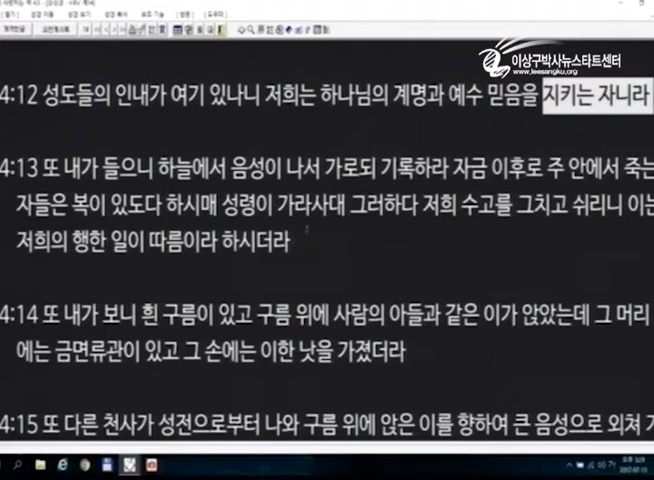 이상구박사뉴스타트센터
www.leesangku.org
4:12 성도들의 인내가 여기 있나니 저희는 하나님의 계명과 예수 믿음을 지키는 자니라
4:13 또 내가 들으니 하늘에서 음성이 나서 가로되 기록하라 자금 이후로 주 안에서 죽는
자들은 복이 있도다 하시매 성령이 가라사대 그러하다 저희 수고를 그치고 쉬리니 이는
저희의 행한 일이 따름이라 하시더라
4:14 또 내가 보니 흰 구름이 있고 구름 위에 사람의 아들과 같은 이가 앉았는데 그 머리
에는 금면류관이 있고 그 손에는 이한 낫을 가졌더라
4:15 또 다른 천사가 성전으로부터 나와 구름 위에 앉은 이를 향하여 큰 음성으로 외쳐